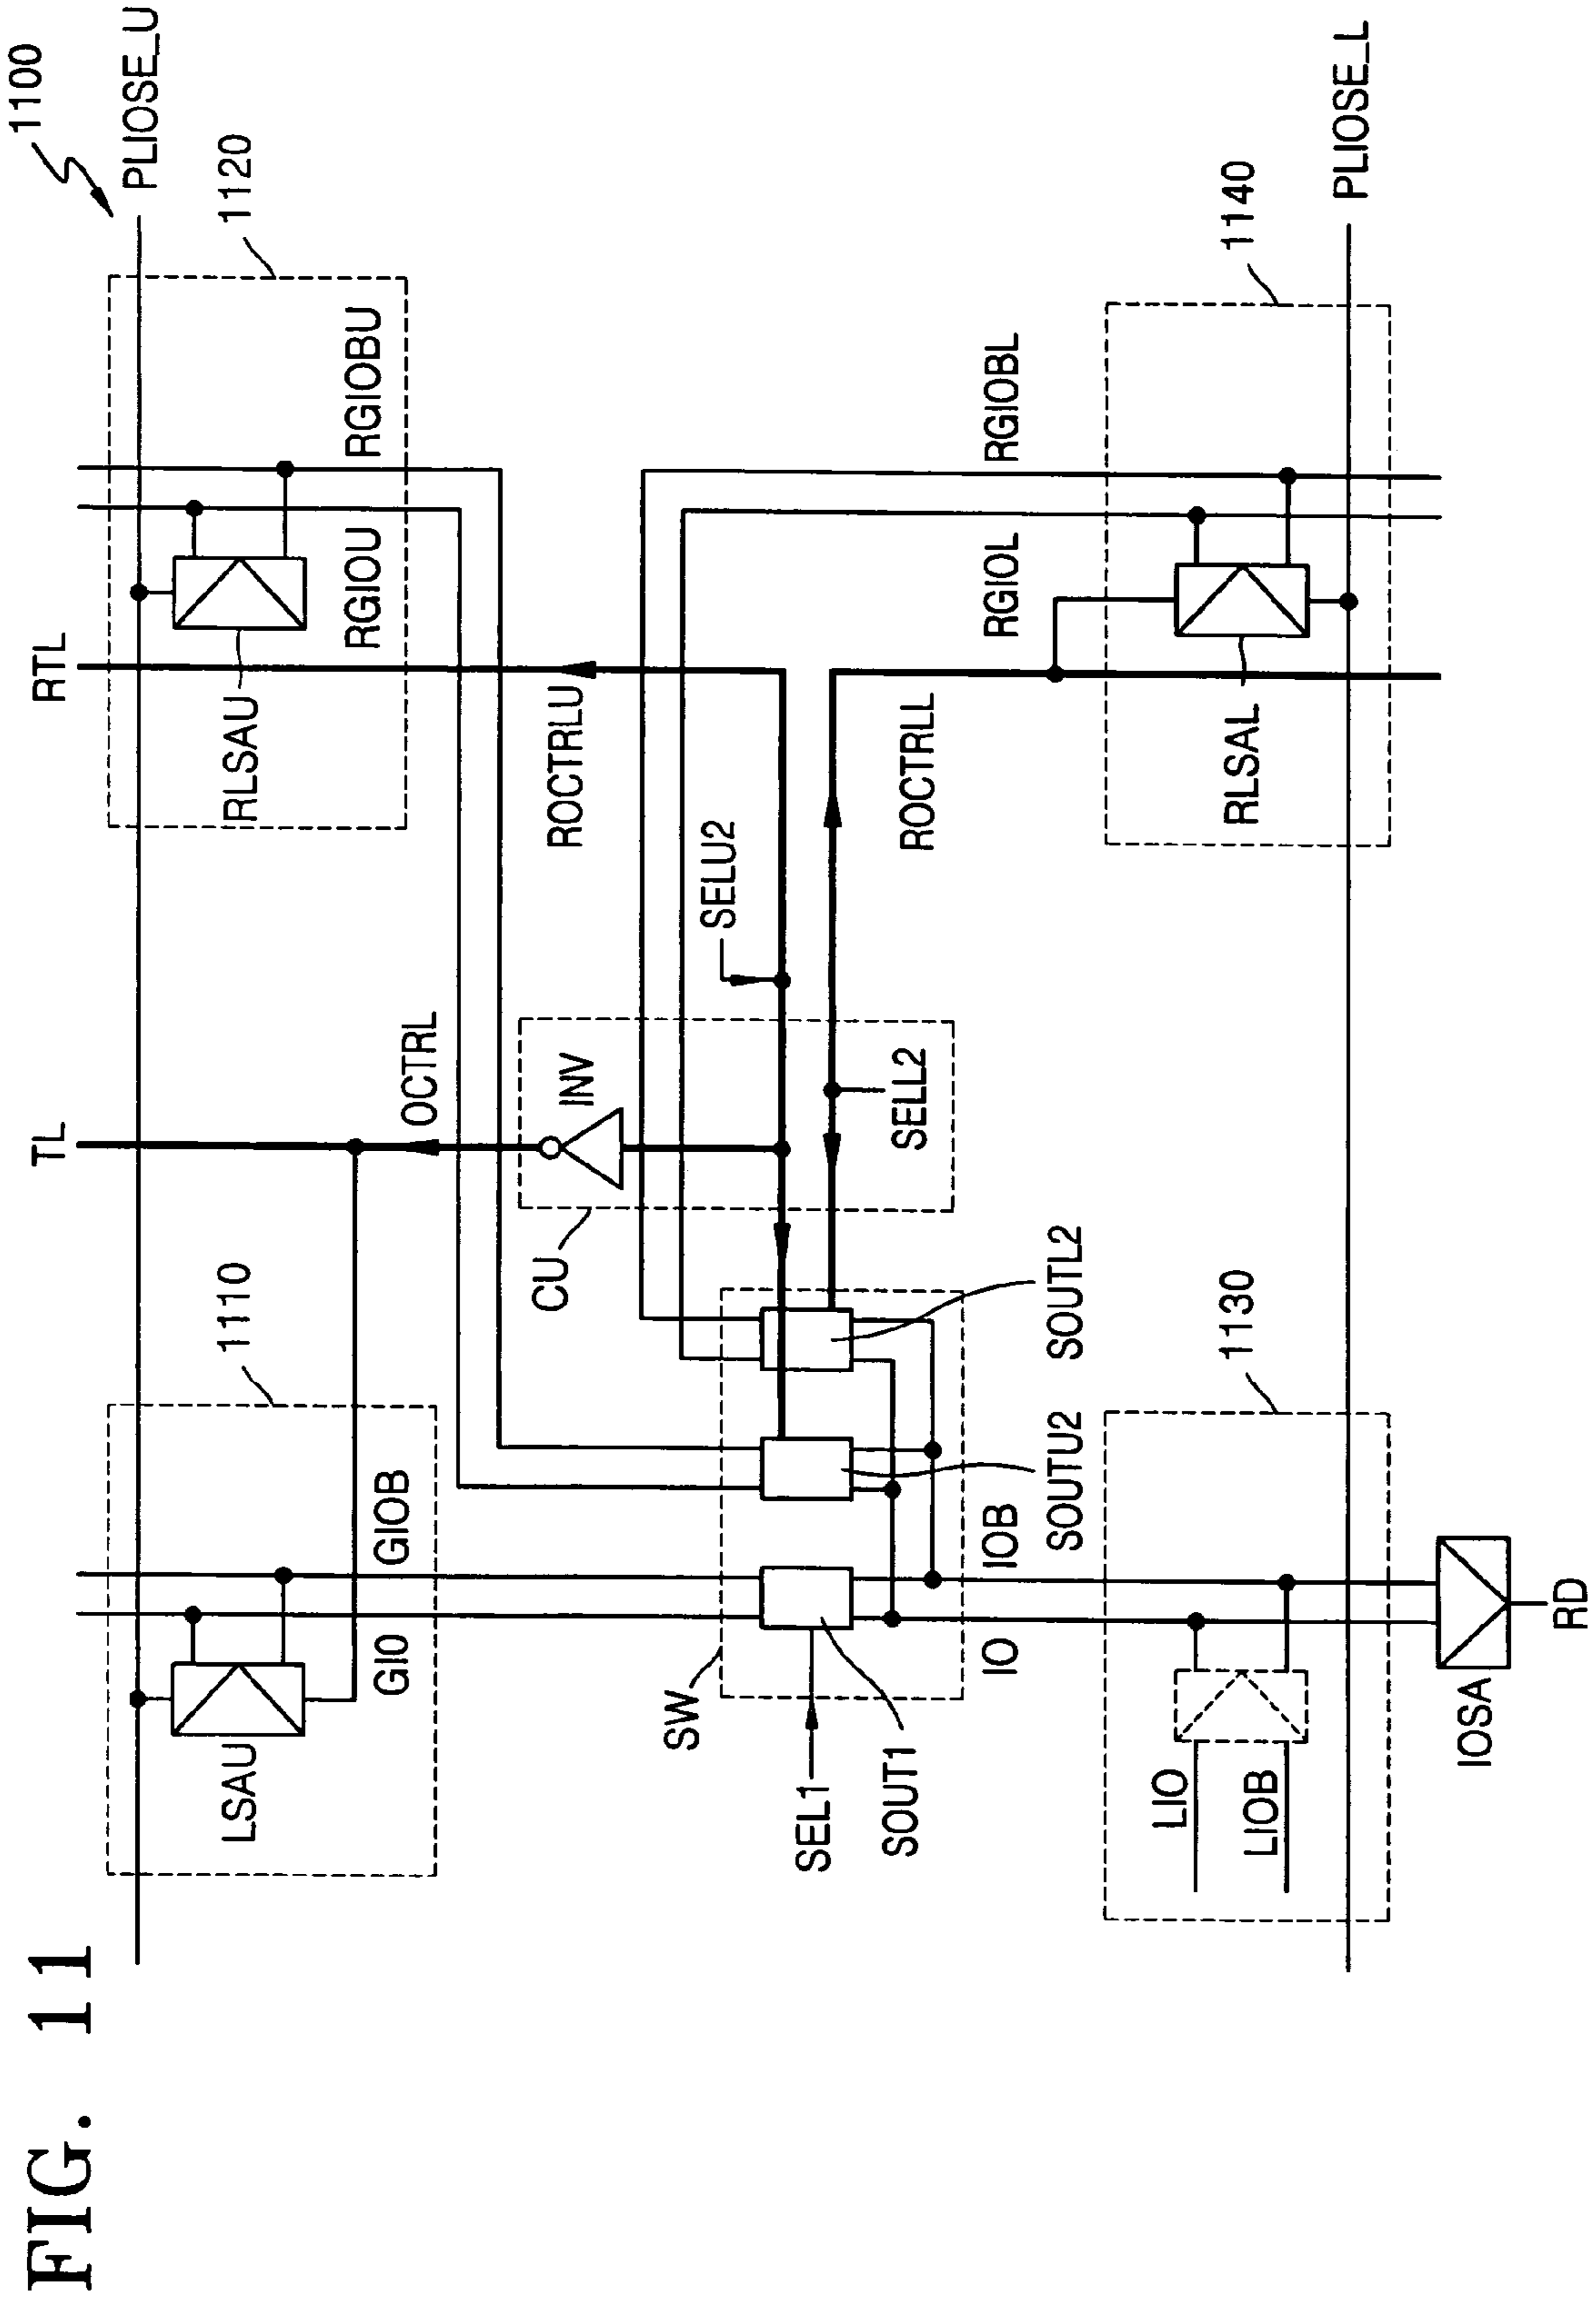 FIG. 11
1100
TL
RTL
PLIOSE_U
1110
1120
LSAU
RLSAU
GIO
GIOB
RGIOU
RGIOBU
OCTRL
CU
INV
ROCTRLU
SW
SELU2
SEL1
SELL2
SOUT1
ROCTRLL
IO
IOB
RGIOL
RGIOBL
SOUTU2
SOUTL2
LIO
LIOB
1130
1140
RLSAL
PLIOSE_L
IOSA
RD